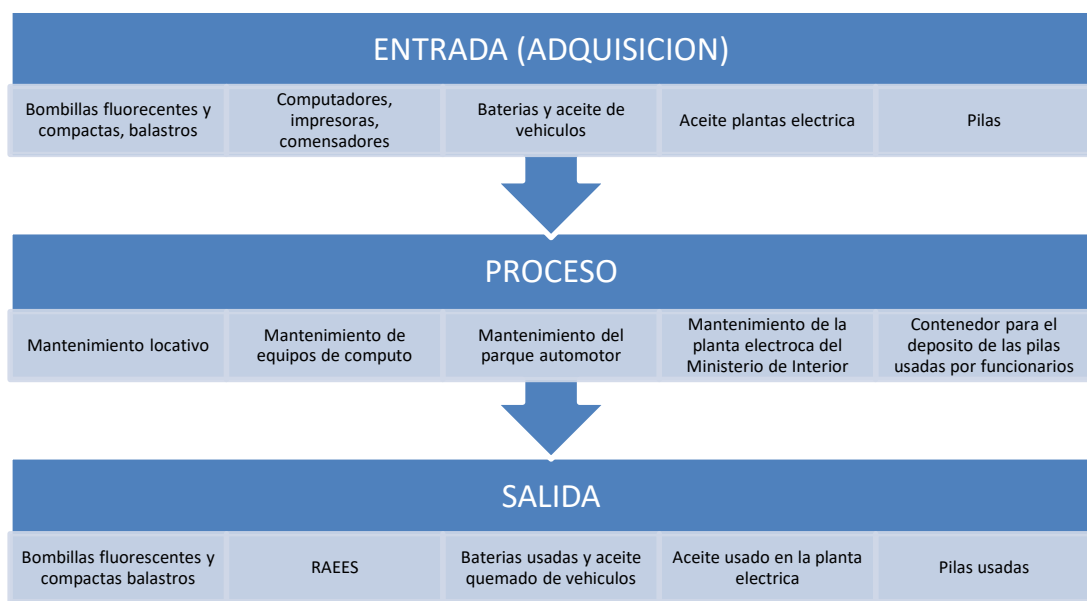 ENTRADA (ADQUISICION)
Bombillas fluorecentes y
compactas, balastros
Computadores,
impresoras,
comensadores
Baterias y aceite de
vehiculos
Aceite plantas electrica
Pilas
PROCESO
Mantenimiento locativo
Mantenimiento de
equipos de computo
Mantenimiento del
parque automotor
Mantenimiento de la
planta electroca del
Ministerio de Interior
Contenedor para el
deposito de las pilas
usadas por funcionarios
SALIDA
Bombillas fluorescentes y
compactas balastros
RAEES
Baterias usadas y aceite
quemado de vehiculos
Aceite usado en la planta
electrica
Pilas usadas